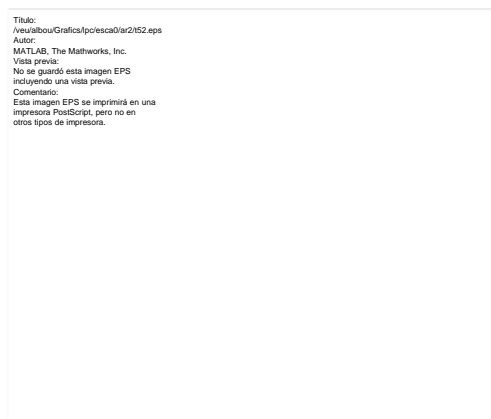 Título:
/veu/albou/Grafics/lpc/esca0/ar2/t52.eps
Autor:
MATLAB, The Mathworks, Inc.
Vista previa:
No se guardó esta imagen EPS
incluyendo una vista previa.
Comentario:
Esta imagen EPS se imprimirá en una
impresora PostScript, pero no en
otros tipos de impresora.